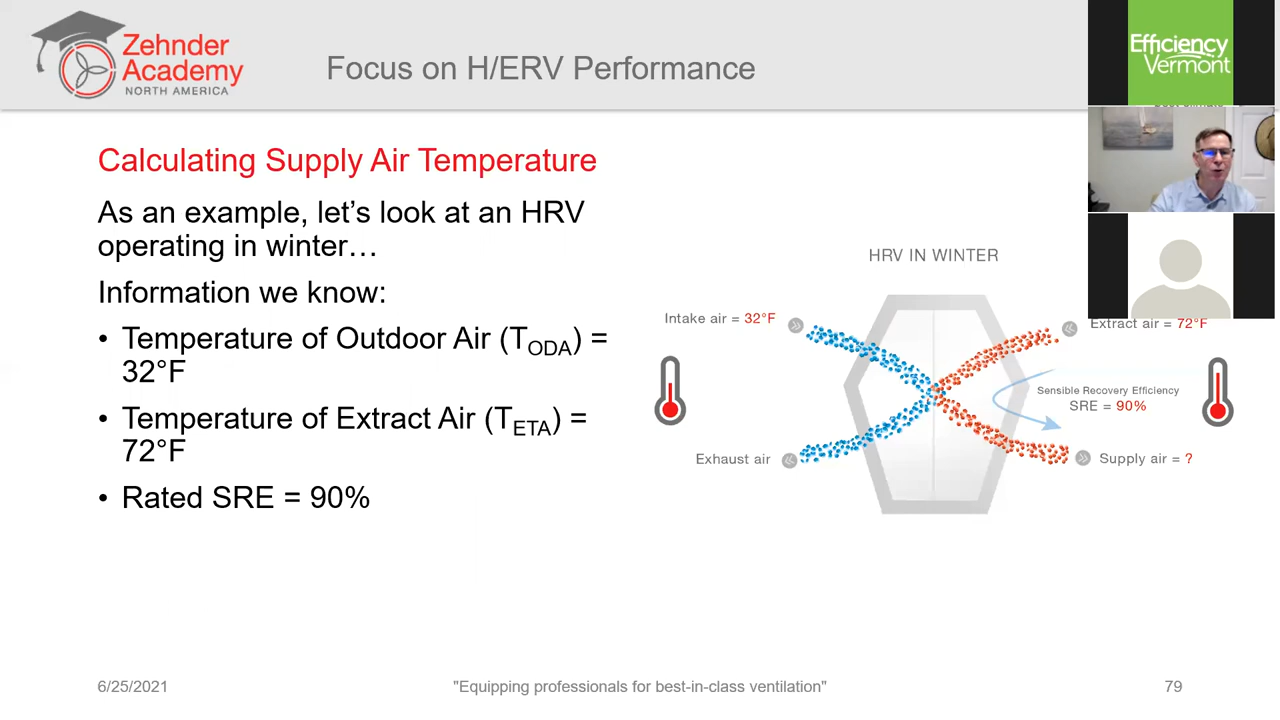 Zehnder
Academy
NORTH AMERICA
Focus on H/ERV Performance
Efficiency
Vermont
Calculating Supply Air Temperature
As an example, let’s look at an HRV
operating in winter…
Information we know:
• Temperature of Outdoor Air (TODA) =
32°F
• Temperature of Extract Air (TETA) =
72°F
• Rated SRE = 90%
HRV IN WINTER
Intake air = 32°F
Extract air = 72°F
Sensible Recovery Efficiency
SRE = 90%
Exhaust air
Supply air = ?
6/25/2021
"Equipping professionals for best-in-class ventilation"
79